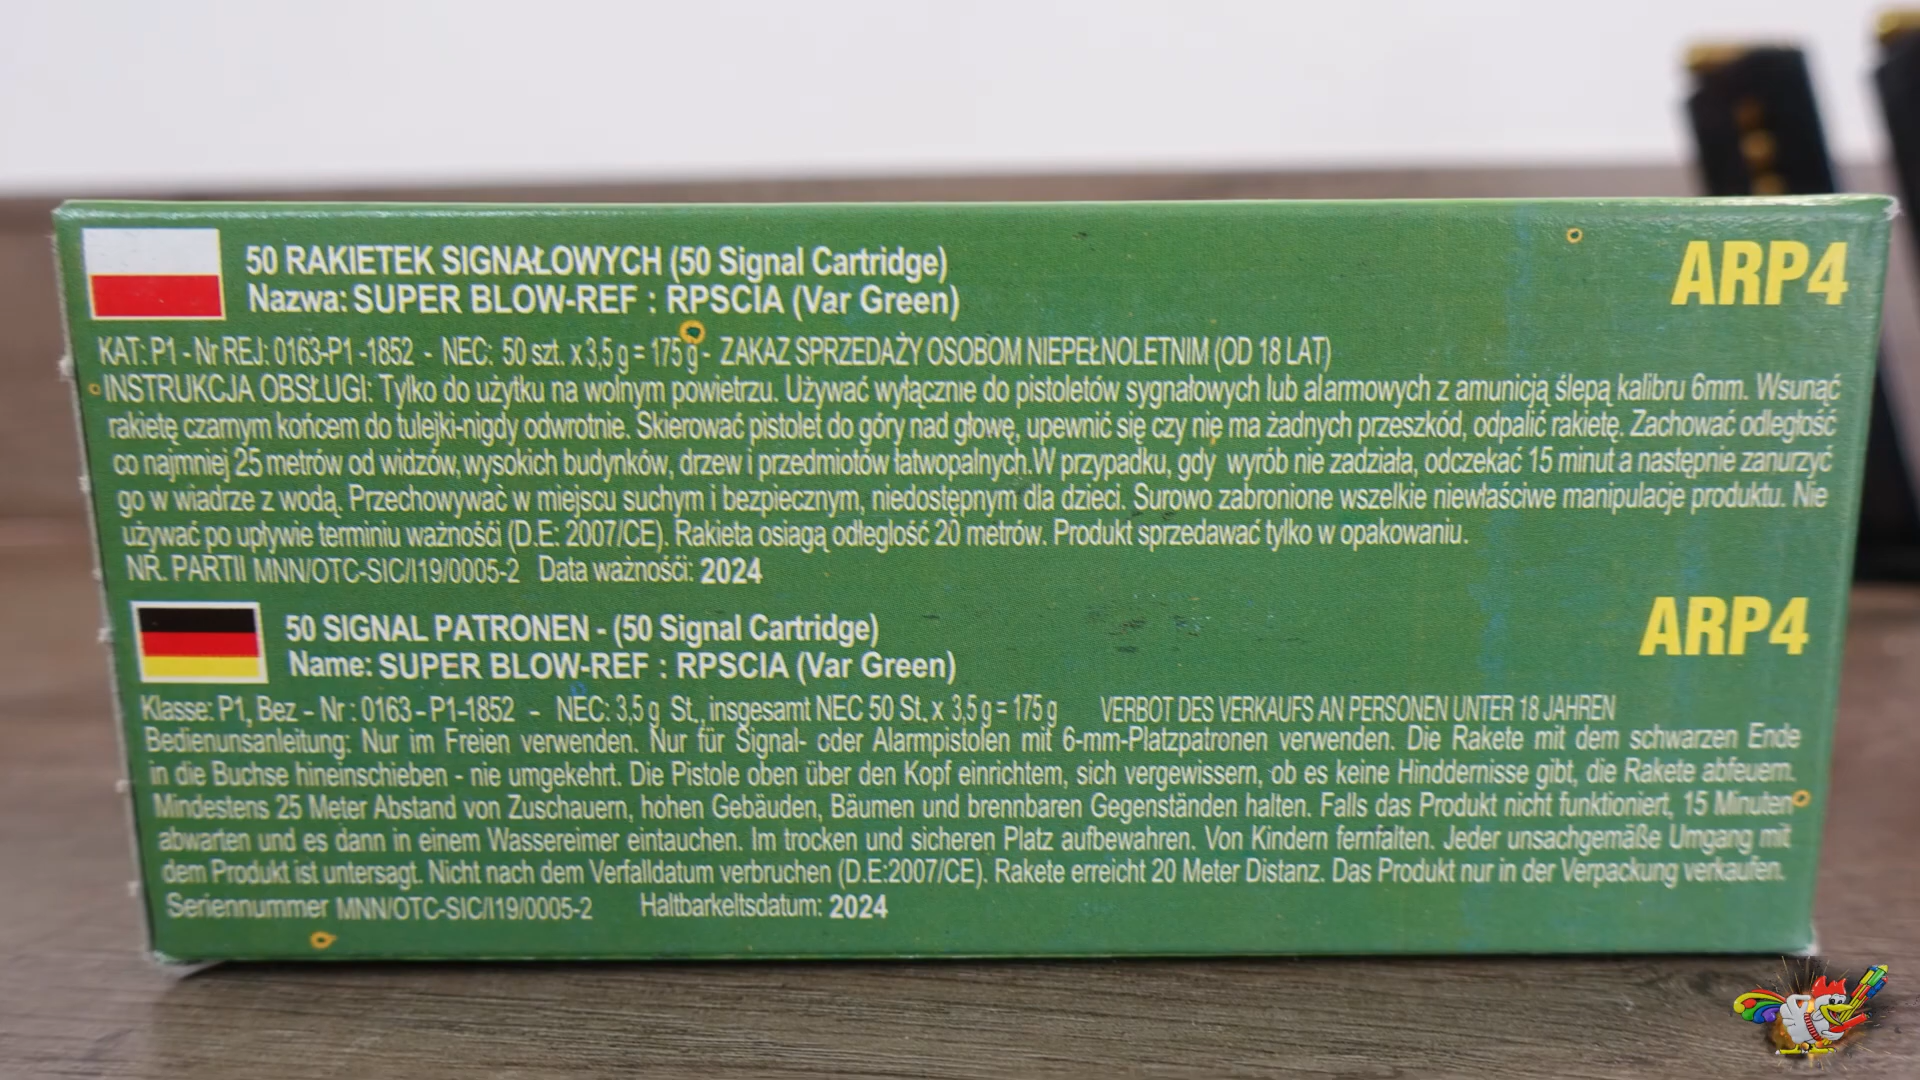 50 RAKIETEK SIGNAŁOWYCH (50 Signal Cartridge)
ARP4
Nazwa: SUPER BLOW-REF : RPSCIA (Var Green)
KAT: P1 - Nr REJ: 0163-P1 -1852 - NEC: 50 szt. x 3,5 g = 175 g - ZAKAZ SPRZEDAŻY OSOBOM NIEPEŁNOLETNIM (OD 18 LAT)
INSTRUKCJA OBSŁUGI: Tylko do użytku na wolnym powietrzu. Używać wyłącznie do pistoletów sygnałowych lub alarmowych z amunicją ślepą kalibru 6mm. Wsunąć
rakietę czarnym końcem do tulejki-nigdy odwrotnie. Skierować pistolet do góry nad głowę, upewnić się czy nie ma żadnych przeszkód, odpalić rakietę. Zachować odległość
co najmniej 25 metrów od widzów, wysokich budynków, drzew i przedmiotów łatwopalnych.W przypadku, gdy wyrób nie zadziała, odczekać 15 minut a następnie zanurzyć
go w wiadrze z wodą. Przechowywać w miejscu suchym i bezpiecznym, niedostępnym dla dzieci. Surowo zabronione wszelkie niewłaściwe manipulacje produktu. Nie
używać po upływie terminiu ważnośći (D.E: 2007/CE). Rakieta osiagą odległość 20 metrów. Produkt sprzedawać tylko w opakowaniu.
NR. PARTII MNN/OTC-SIC/I19/0005-2 Data ważnośći: 2024
50 SIGNAL PATRONEN - (50 Signal Cartridge)
ARP4
Name: SUPER BLOW-REF : RPSCIA (Var Green)
Klasse: P1, Bez – Nr : 0163 – P1-1852 - NEC: 3,5 g St., insgesamt NEC 50 St. x 3,5 g = 175 g VERBOT DES VERKAUFS AN PERSONEN UNTER 18 JAHREN
Bedienunsanleitung: Nur im Freien verwenden. Nur für Signal- oder Alarmpistolen mit 6-mm-Platzpatronen verwenden. Die Rakete mit dem schwarzen Ende
in die Buchse hineinschieben - nie umgekehrt. Die Pistole oben über den Kopf einrichtem, sich vergewissern, ob es keine Hinddernisse gibt, die Rakete abfeuern.
Mindestens 25 Meter Abstand von Zuschauern, hohen Gebäuden, Bäumen und brennbaren Gegenständen halten. Falls das Produkt nicht funktioniert, 15 Minuten
abwarten und es dann in einem Wassereimer eintauchen. Im trocken und sicheren Platz aufbewahren. Von Kindern fernfalten. Jeder unsachgemäße Umgang mit
dem Produkt ist untersagt. Nicht nach dem Verfalldatum verbruchen (D.E:2007/CE). Rakete erreicht 20 Meter Distanz. Das Produkt nur in der Verpackung verkaufen.
Seriennummer MNN/OTC-SIC/I19/0005-2 Haltbarkeltsdatum: 2024